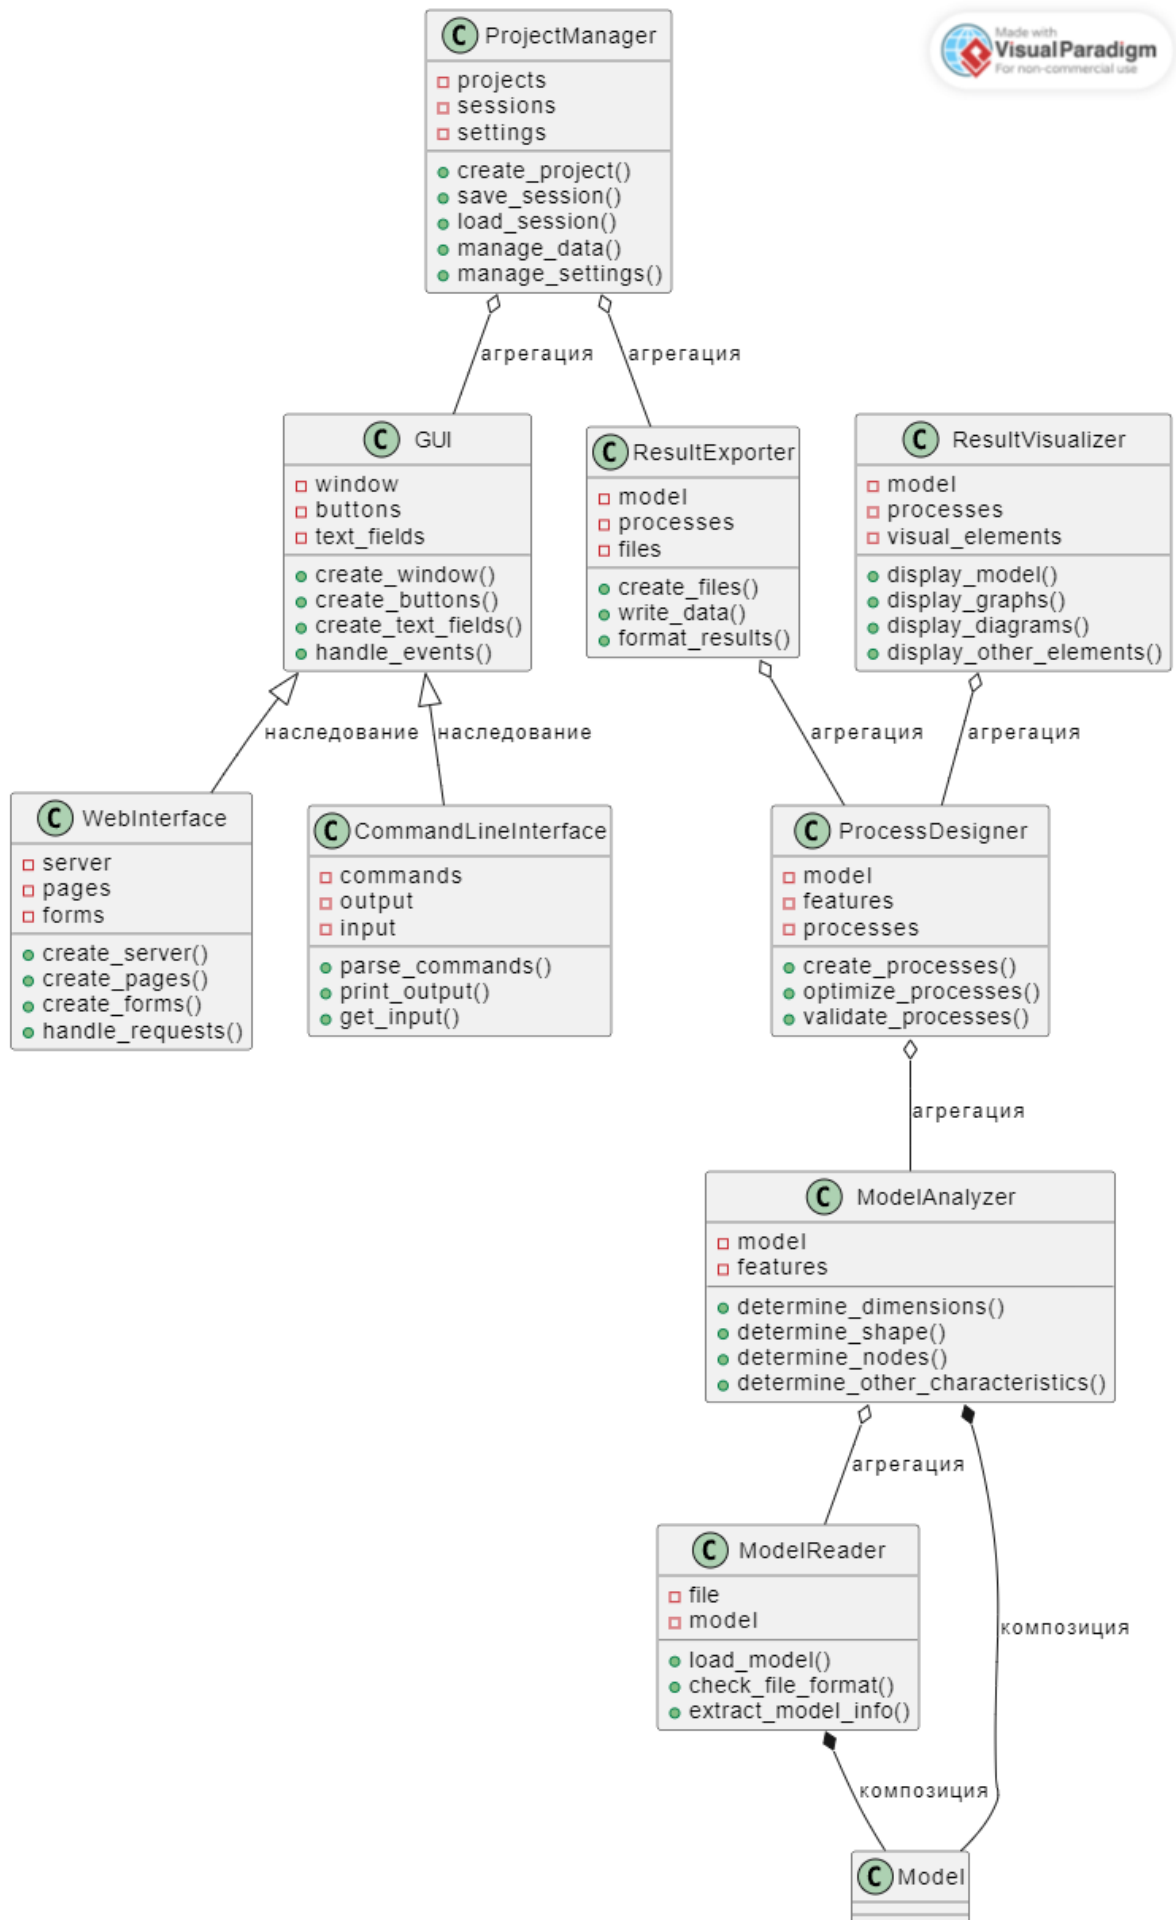 Made with
Visual Paradigm
For non-commercial use
C ProjectManager
projects
sessions
settings
create_project()
save_session()
load_session()
manage_data()
manage_settings()
агрегация
агрегация
C GUI
window
buttons
text_fields
create_window()
create_buttons()
create_text_fields()
handle_events()
C ResultExporter
model
processes
files
create_files()
write_data()
format_results()
C ResultVisualizer
model
processes
visual_elements
display_model()
display_graphs()
display_diagrams()
display_other_elements()
наследование
наследование
агрегация
агрегация
C WebInterface
server
pages
forms
create_server()
create_pages()
create_forms()
handle_requests()
C CommandLineInterface
commands
output
input
parse_commands()
print_output()
get_input()
C ProcessDesigner
model
features
processes
create_processes()
optimize_processes()
validate_processes()
агрегация
C ModelAnalyzer
model
features
determine_dimensions()
determine_shape()
determine_nodes()
determine_other_characteristics()
агрегация
C ModelReader
file
model
load_model()
check_file_format()
extract_model_info()
композиция
композиция
C Model